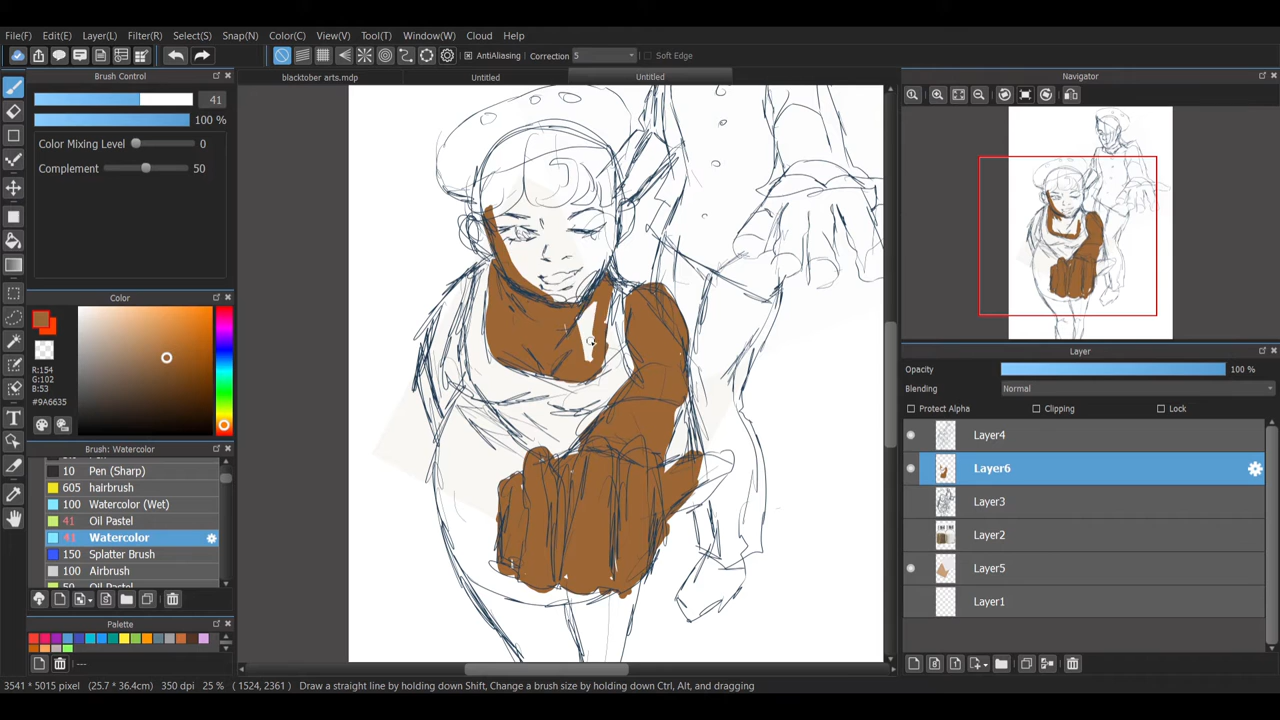 File(F) Edit(E) Layer(L) Filter(R) Select(S) Snap(N) Color(C) View(V) Tool(T) Window(W) Cloud Help
AntiAliasing Correction 5 Soft Edge
Brush Control
blacktober arts.mdp Untitled Untitled
Navigator
41
100 %
Color Mixing Level 0
Complement 50
Color
R:154
G:102
B:53
#9A6635
Brush: Watercolor
10 Pen (Sharp)
605 hairbrush
100 Watercolor (Wet)
41 Oil Pastel
41 Watercolor
150 Splatter Brush
100 Airbrush
50 Oil Pastel
Palette
---
Layer
Opacity 100 %
Blending Normal
Protect Alpha Clipping Lock
Layer4
Layer6
Layer3
Layer2
Layer5
Layer1
3541 * 5015 pixel (25.7 * 36.4cm) 350 dpi 25 % ( 1524, 2361) Draw a straight line by holding down Shift, Change a brush size by holding down Ctrl, Alt, and dragging